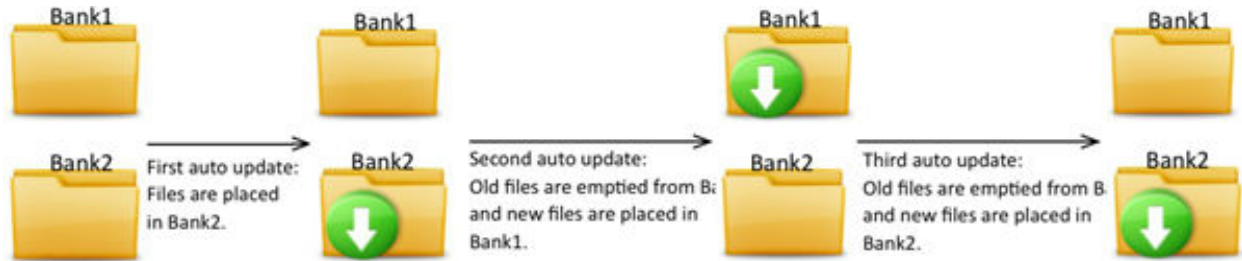 Bank1
Bank1
Bank1
Bank1
Bank2
First auto update:
Files are placed
in Bank2.
Bank2
Second auto update:
Old files are emptied from Ba
and new files are placed in
Bank1.
Bank2
Third auto update:
Old files are emptied from B
and new files are placed in
Bank2.
Bank2